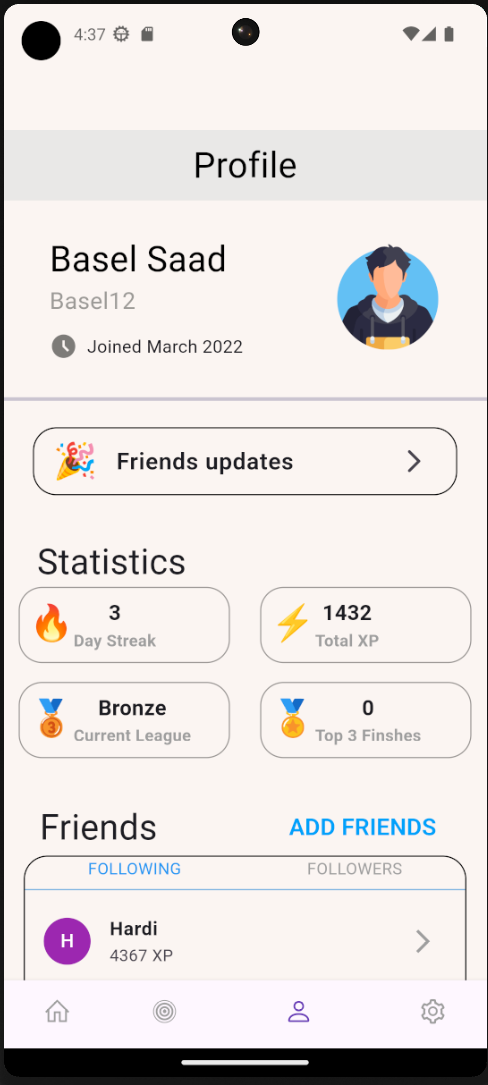 4:37
Profile
Basel Saad
Basel12
Joined March 2022
Friends updates
Statistics
3
Day Streak
1432
Total XP
3
Bronze
Current League
0
Top 3 Finshes
Friends
ADD FRIENDS
FOLLOWING
FOLLOWERS
H
Hardi
4367 XP